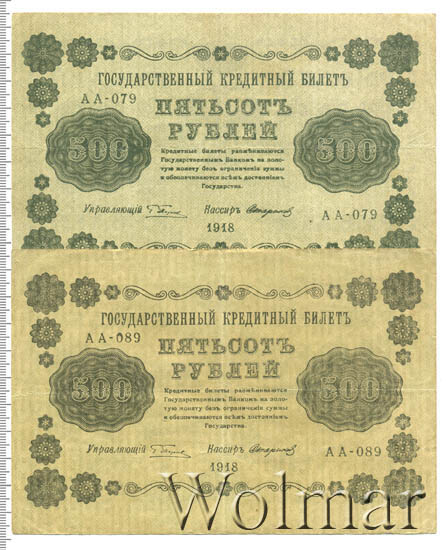 ГОСУДАРСТВЕННЫЙ КРЕДИТНЫЙ БИЛЕТЪ
АА-079
ПЯТЬСОТЪ
РУБЛЕЙ
500
500
Кредитные билеты размѣниваются
Государственнымъ Банкомъ на золо-
тую монету безъ ограниченія суммы
и обезпечиваются всѣмъ достояніемъ
Государства.
Управляющій
Кассиръ
АА-079
1918
ГОСУДАРСТВЕННЫЙ КРЕДИТНЫЙ БИЛЕТЪ
АА-089
ПЯТЬСОТЪ
РУБЛЕЙ
500
500
Кредитные билеты размѣниваются
Государственнымъ Банкомъ на золо-
тую монету безъ ограниченія суммы
и обезпечиваются всѣмъ достояніемъ
Государства.
Управляющій
Кассиръ
АА-089
1918
Wolmar